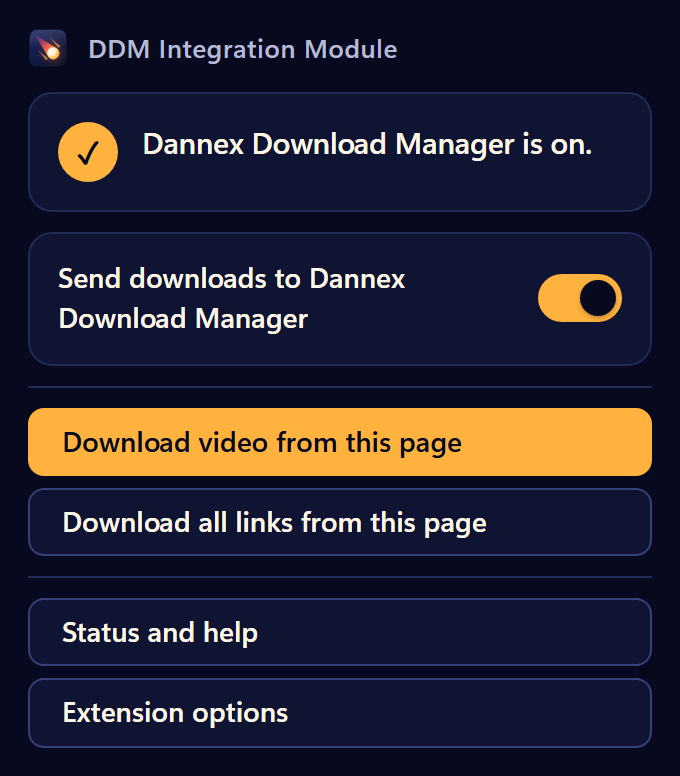 DDM Integration Module
Dannex Download Manager is on.
Send downloads to Dannex
Download Manager
Download video from this page
Download all links from this page
Status and help
Extension options